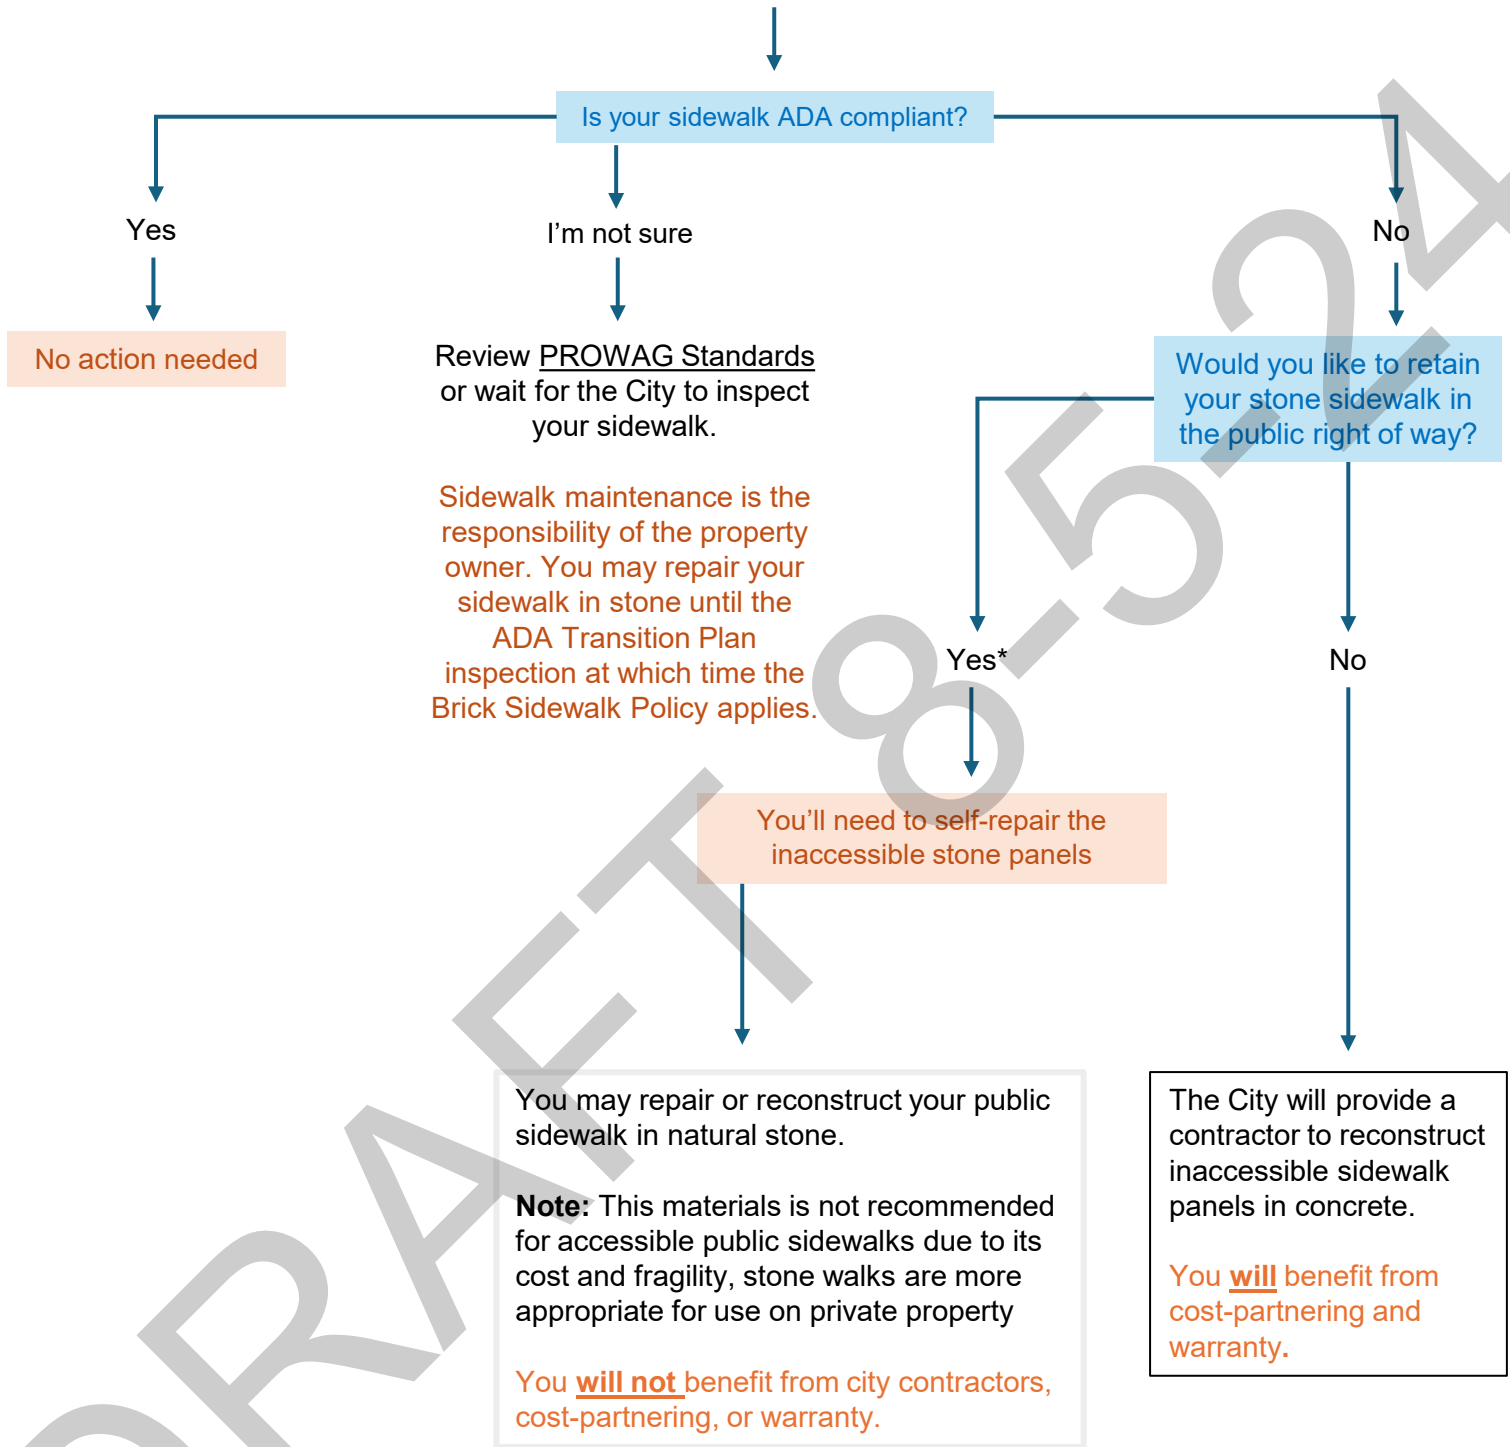 Is your sidewalk ADA compliant?
Yes
I'm not sure
No
No action needed
Review PROWAG Standards
or wait for the City to inspect
your sidewalk.
Sidewalk maintenance is the
responsibility of the property
owner. You may repair your
sidewalk in stone until the
ADA Transition Plan
inspection at which time the
Brick Sidewalk Policy applies.
Would you like to retain
your stone sidewalk in
the public right of way?
Yes*
No
You'll need to self-repair the
inaccessible stone panels
You may repair or reconstruct your public
sidewalk in natural stone.
Note: This materials is not recommended
for accessible public sidewalks due to its
cost and fragility, stone walks are more
appropriate for use on private property
You will not benefit from city contractors,
cost-partnering, or warranty.
The City will provide a
contractor to reconstruct
inaccessible sidewalk
panels in concrete.
You will benefit from
cost-partnering and
warranty.
DRAFT 8-5-24